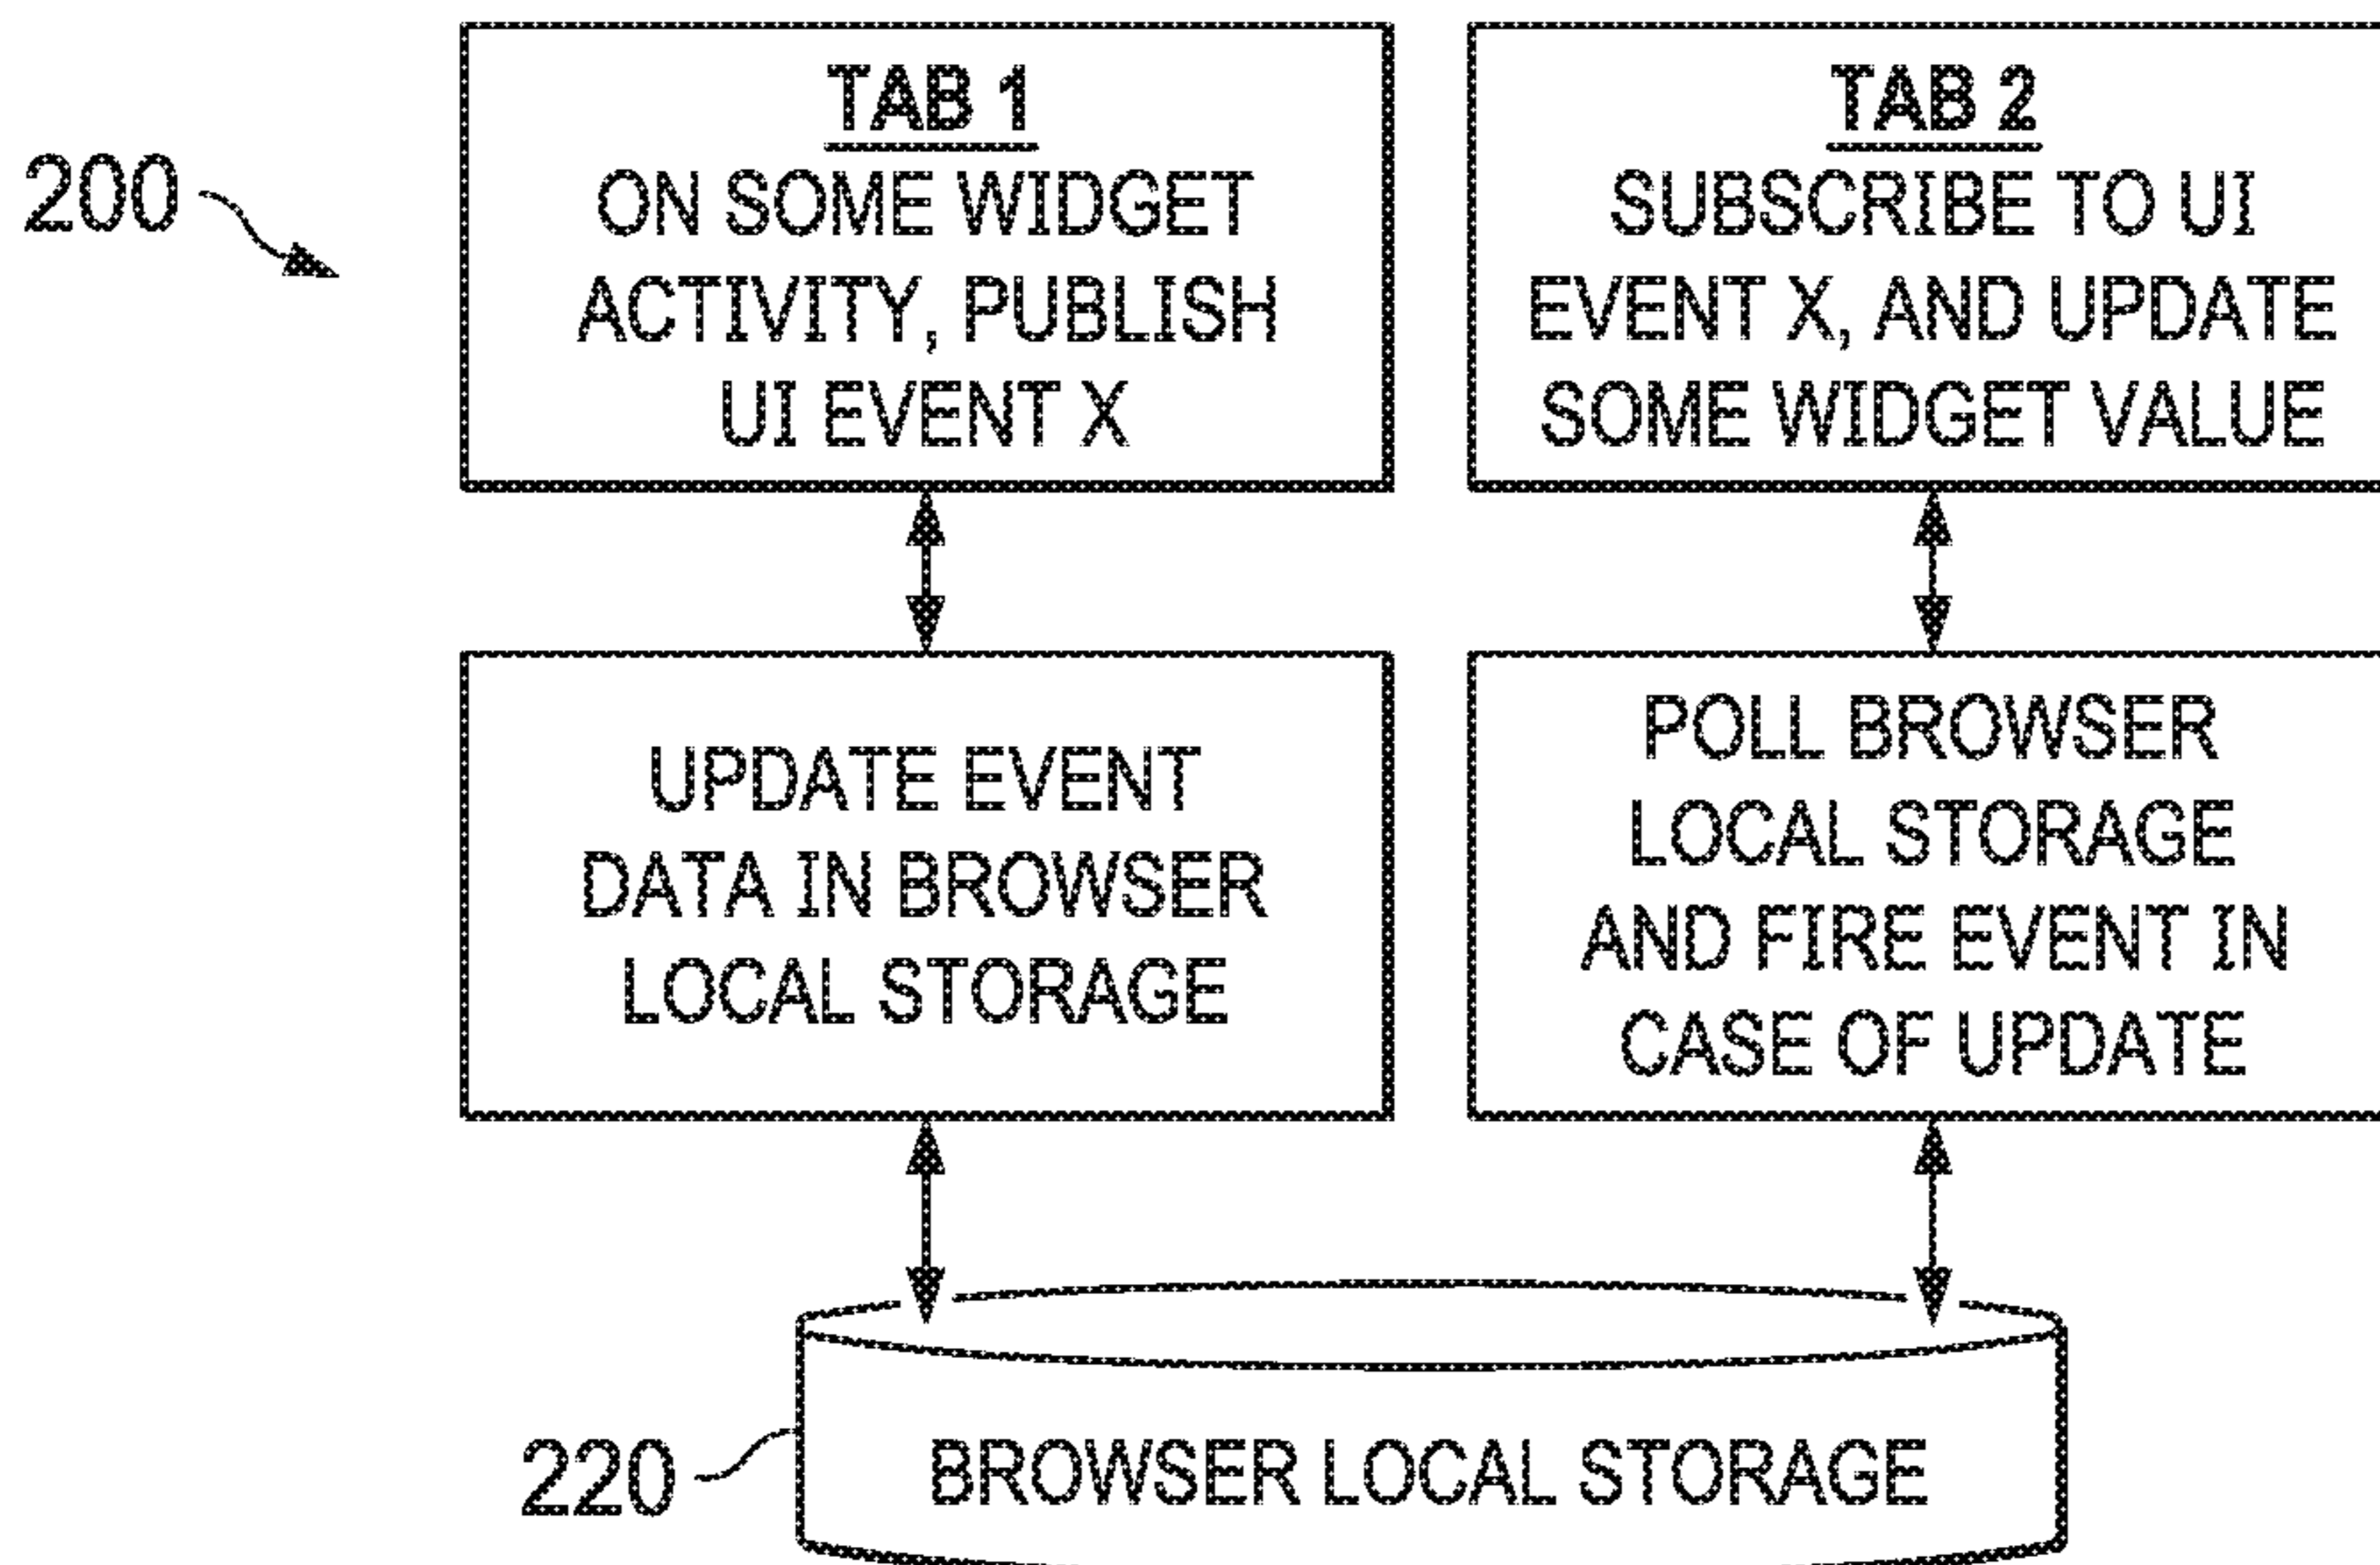 200
TAB 1
ON SOME WIDGET
ACTIVITY, PUBLISH
UI EVENT X
TAB 2
SUBSCRIBE TO UI
EVENT X, AND UPDATE
SOME WIDGET VALUE
UPDATE EVENT
DATA IN BROWSER
LOCAL STORAGE
POLL BROWSER
LOCAL STORAGE
AND FIRE EVENT IN
CASE OF UPDATE
220
BROWSER LOCAL STORAGE